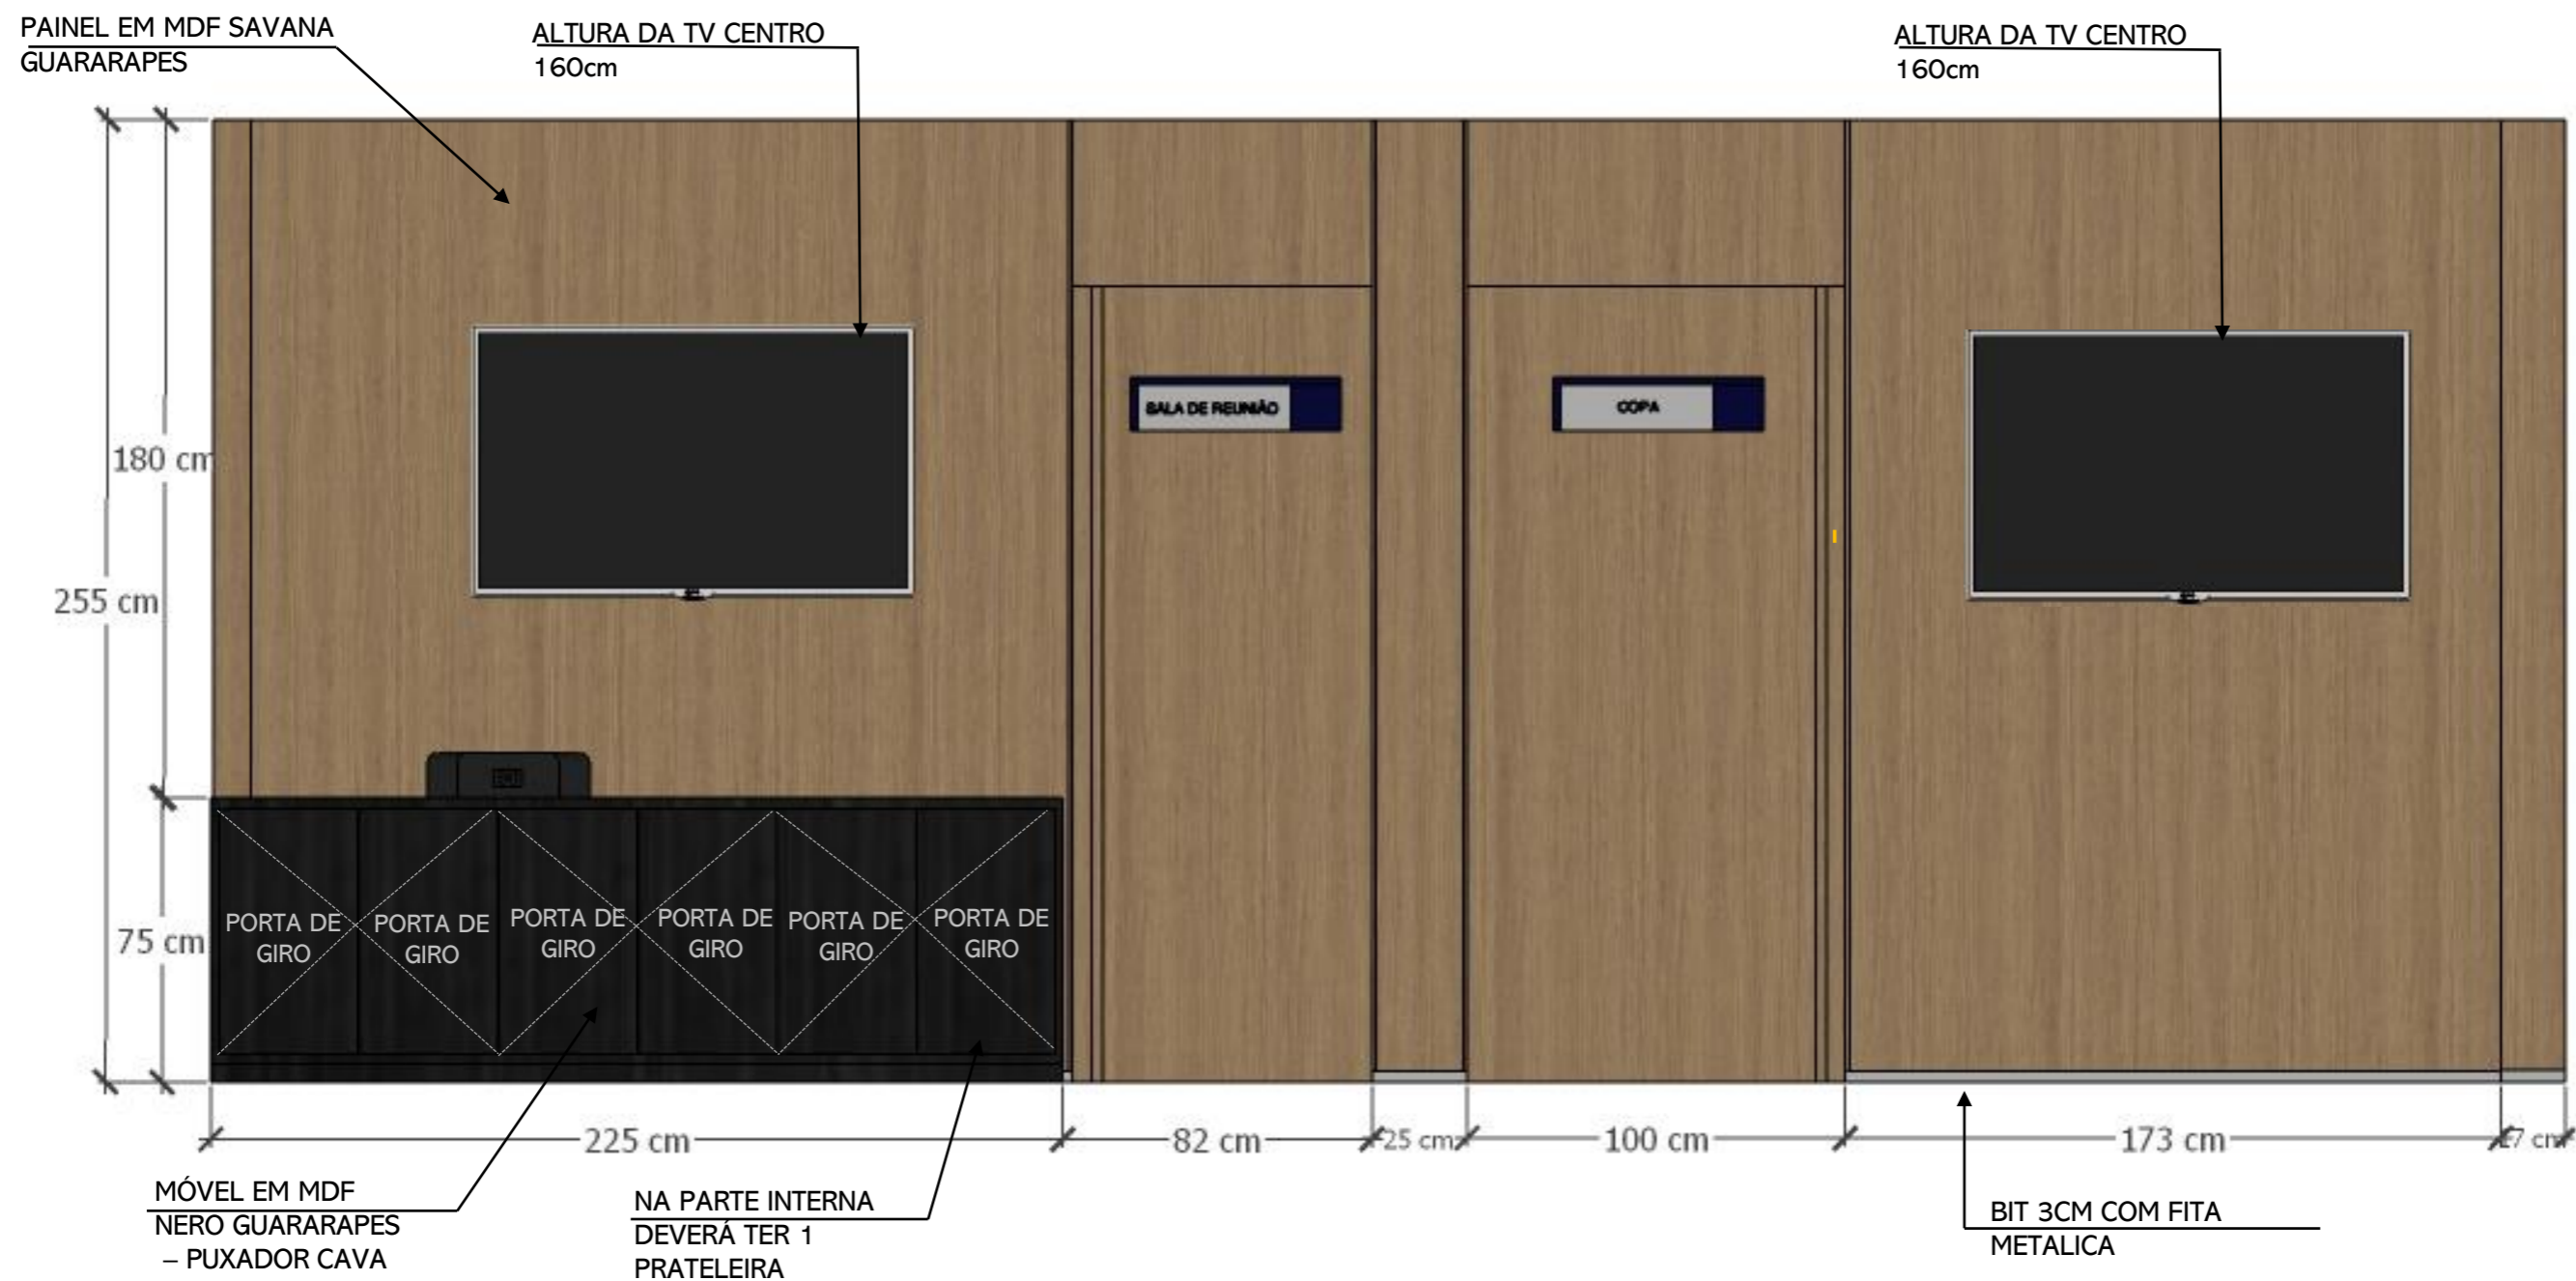 PAINEL EM MDF SAVANA
GUARARAPES
ALTURA DA TV CENTRO
160cm
ALTURA DA TV CENTRO
160cm
180 cm
255 cm
75 cm
SALA DE REUNIÃO
COPA
PORTA DE
GIRO
PORTA DE
GIRO
PORTA DE
GIRO
PORTA DE
GIRO
PORTA DE
GIRO
PORTA DE
GIRO
225 cm
82 cm
25 cm
100 cm
173 cm
MÓVEL EM MDF
NERO GUARARAPES
– PUXADOR CAVA
NA PARTE INTERNA
DEVERÁ TER 1
PRATELEIRA
BIT 3CM COM FITA
METALICA